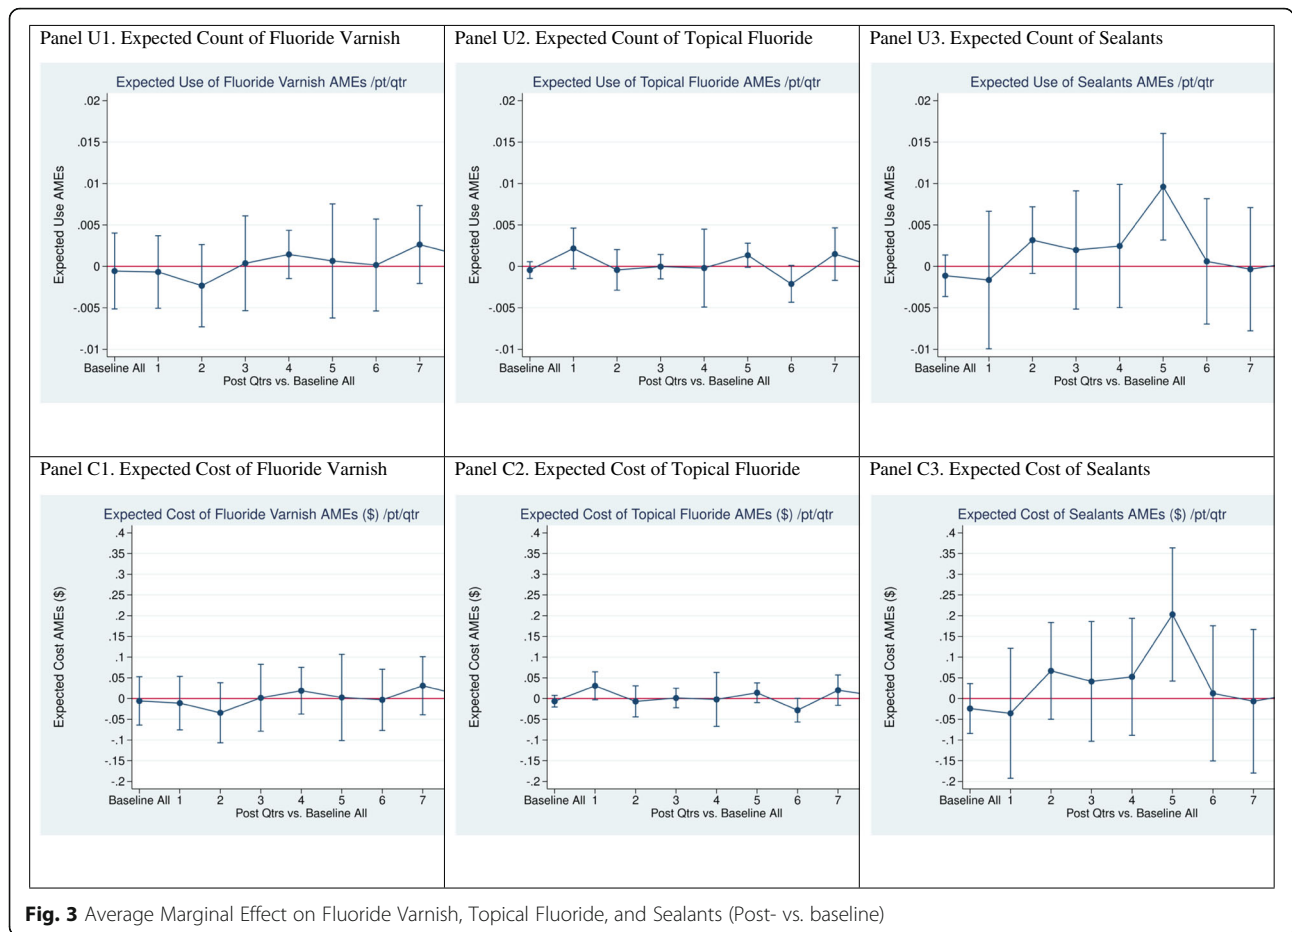 Panel U1. Expected Count of Fluoride Varnish
Expected Use of Fluoride Varnish AMEs /pt/qtr
Expected Use AMEs
.02
.015
.01
.005
0
-.005
-.01
Baseline All 1 2 3 4 5 6 7
Post Qtrs vs. Baseline All
Panel U2. Expected Count of Topical Fluoride
Expected Use of Topical Fluoride AMEs /pt/qtr
Expected Use AMEs
.02
.015
.01
.005
0
-.005
-.01
Baseline All 1 2 3 4 5 6 7
Post Qtrs vs. Baseline All
Panel U3. Expected Count of Sealants
Expected Use of Sealants AMEs /pt/qtr
Expected Use AMEs
.02
.015
.01
.005
0
-.005
-.01
Baseline All 1 2 3 4 5 6 7
Post Qtrs vs. Baseline All
Panel C1. Expected Cost of Fluoride Varnish
Expected Cost of Fluoride Varnish AMEs ($) /pt/qtr
Expected Cost AMEs ($)
.4
.35
.3
.25
.2
.15
.1
.05
0
-.05
-.1
-.15
-.2
Baseline All 1 2 3 4 5 6 7
Post Qtrs vs. Baseline All
Panel C2. Expected Cost of Topical Fluoride
Expected Cost of Topical Fluoride AMEs ($) /pt/qtr
Expected Cost AMEs ($)
.4
.35
.3
.25
.2
.15
.1
.05
0
-.05
-.1
-.15
-.2
Baseline All 1 2 3 4 5 6 7
Post Qtrs vs. Baseline All
Panel C3. Expected Cost of Sealants
Expected Cost of Sealants AMEs ($) /pt/qtr
Expected Cost AMEs ($)
.4
.35
.3
.25
.2
.15
.1
.05
0
-.05
-.1
-.15
-.2
Baseline All 1 2 3 4 5 6 7
Post Qtrs vs. Baseline All
Fig. 3 Average Marginal Effect on Fluoride Varnish, Topical Fluoride, and Sealants (Post- vs. baseline)